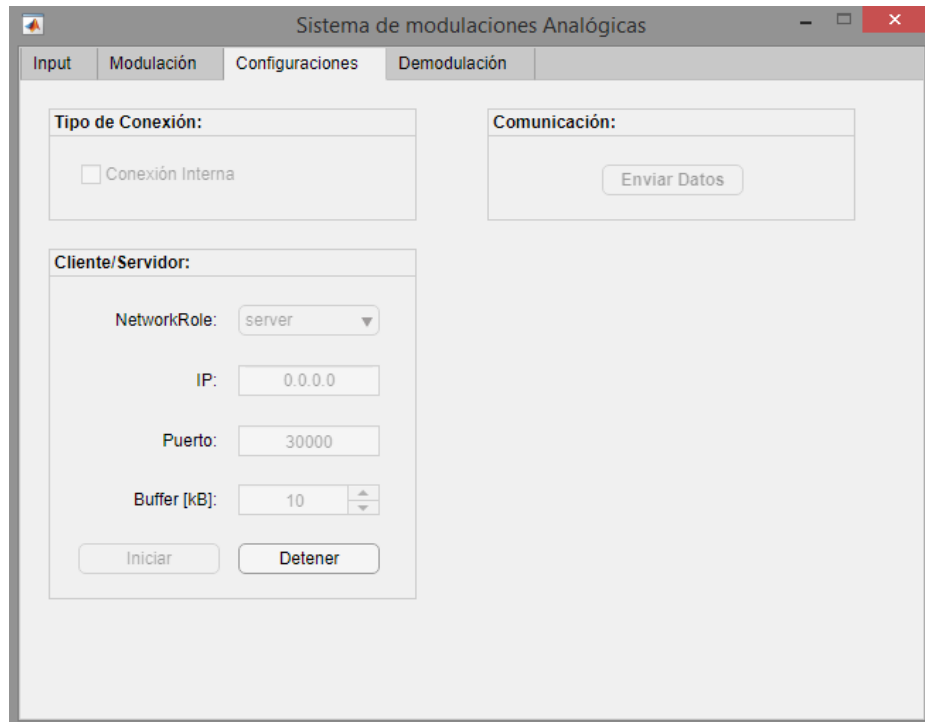 Sistema de modulaciones Analógicas
Input Modulación Configuraciones Demodulación
Tipo de Conexión:
Conexión Interna
Comunicación:
Enviar Datos
Cliente/Servidor:
NetworkRole: server
IP: 0.0.0.0
Puerto: 30000
Buffer [kB]: 10
Iniciar Detener